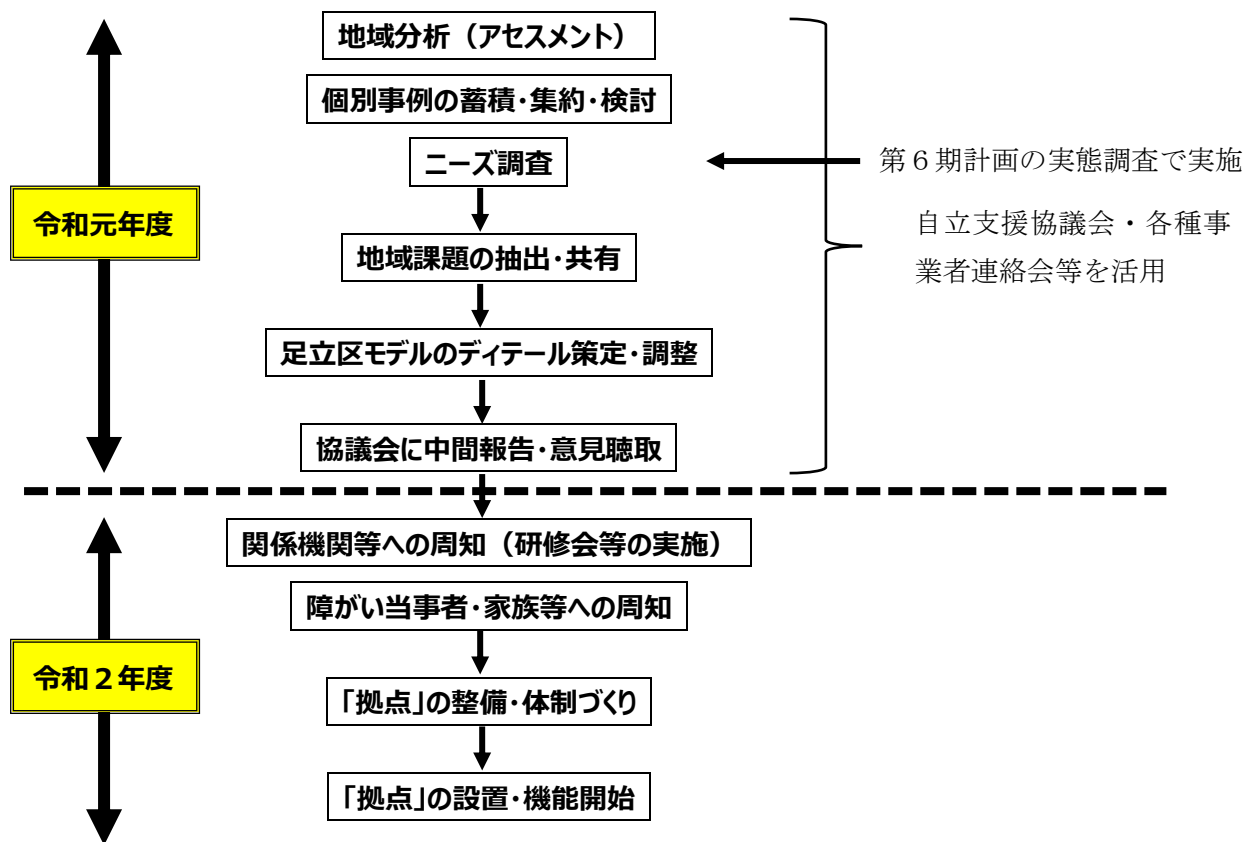 地域分析（アセスメント）
個別事例の蓄積・集約・検討
ニーズ調査
第６期計画の実態調査で実施
令和元年度
自立支援協議会・各種事
業者連絡会等を活用
地域課題の抽出・共有
足立区モデルのディテール策定・調整
協議会に中間報告・意見聴取
関係機関等への周知（研修会等の実施）
障がい当事者・家族等への周知
令和２年度
「拠点」の整備・体制づくり
「拠点」の設置・機能開始